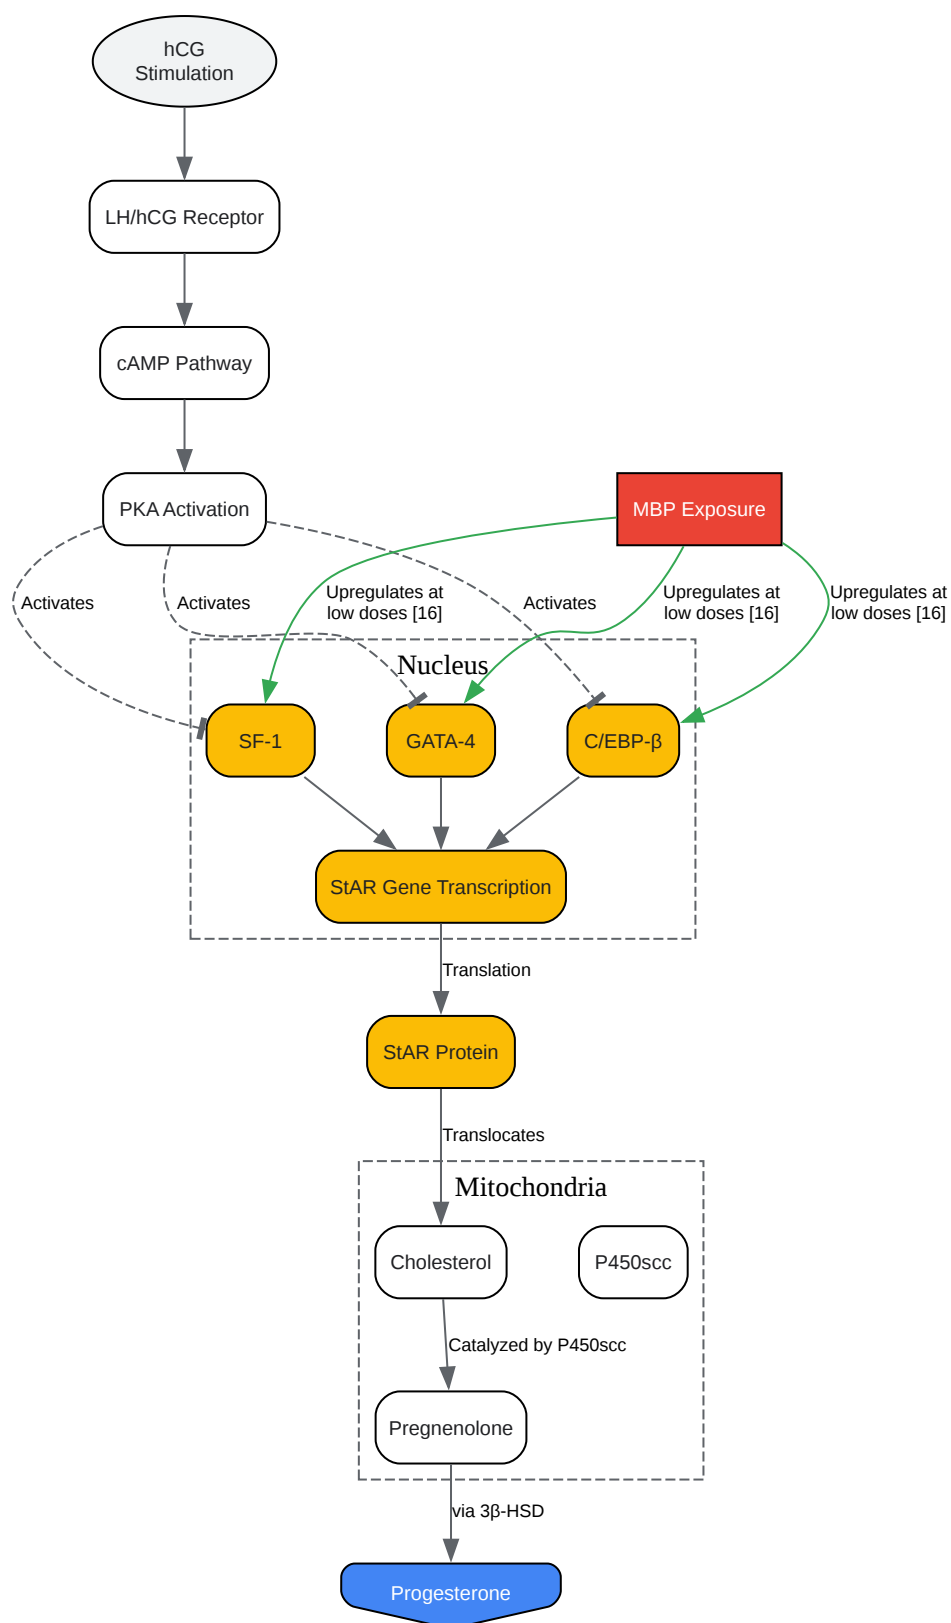 hCG
Stimulation
LH/hCG Receptor
cAMP Pathway
PKA Activation
MBP Exposure
Activates
Activates
Upregulates at
low doses [16]
Activates
Upregulates at
low doses [16]
Upregulates at
low doses [16]
Nucleus
SF-1
GATA-4
C/EBP-β
StAR Gene Transcription
Translation
StAR Protein
Translocates
Mitochondria
Cholesterol
P450scc
Catalyzed by P450scc
Pregnenolone
via 3β-HSD
Progesterone